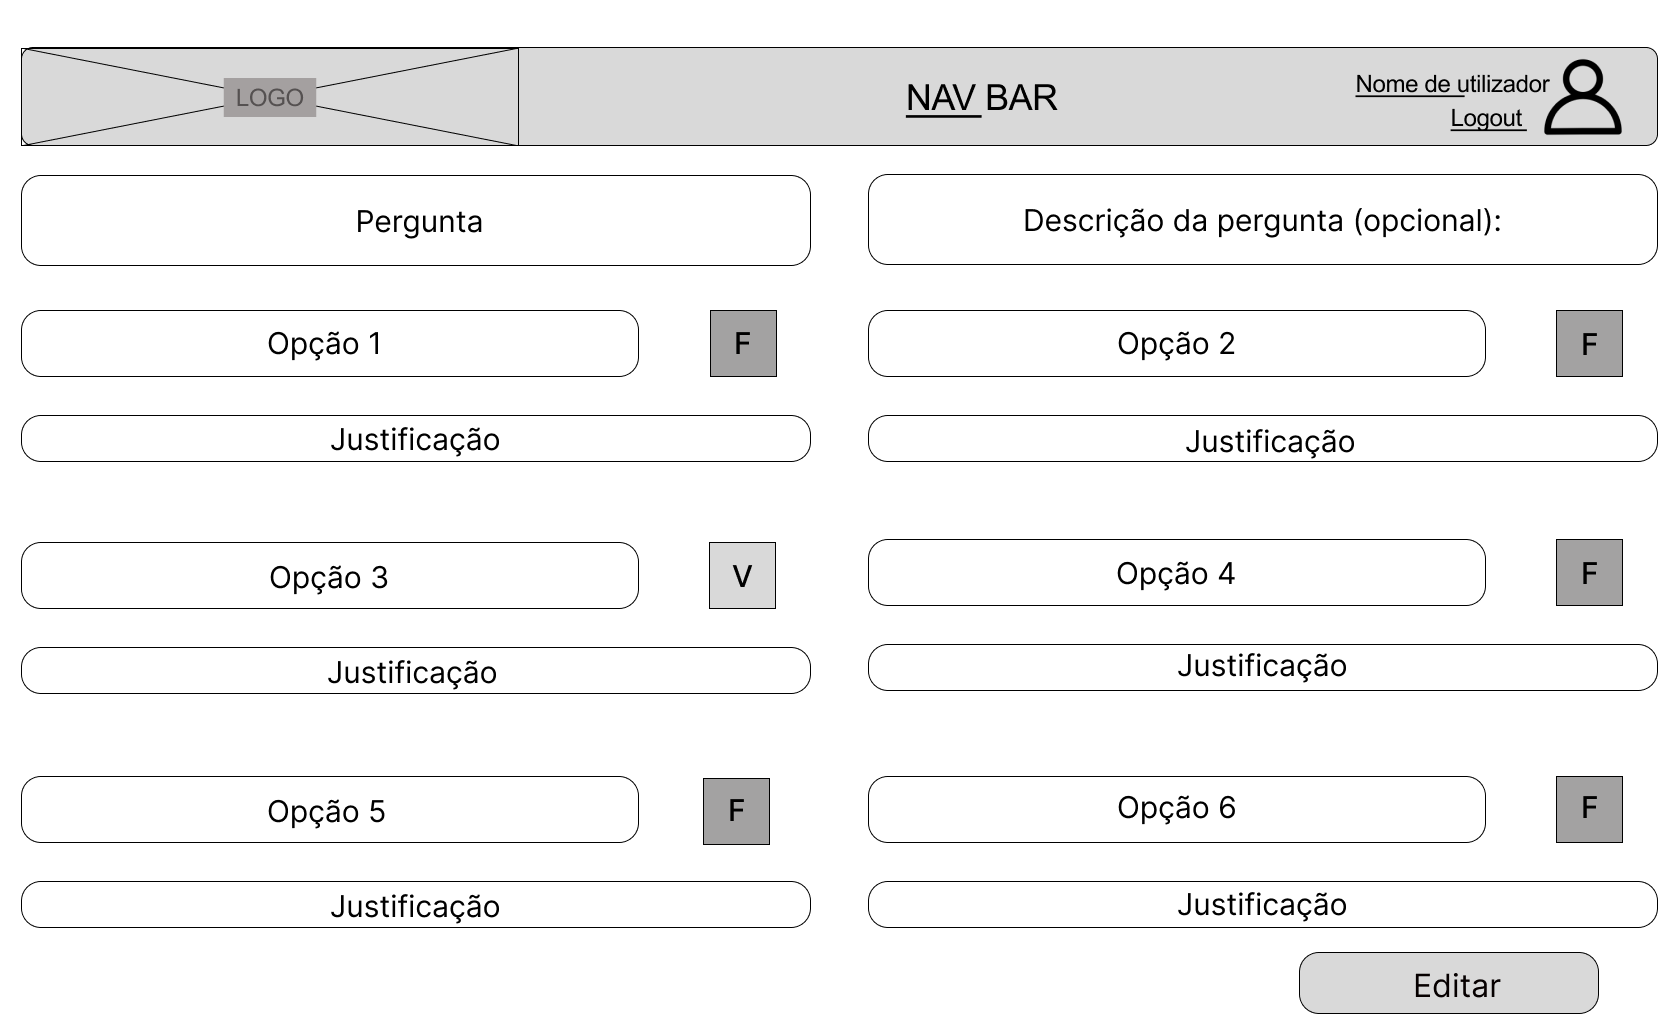 LOGO
NAV BAR
Nome de utilizador
Logout
Pergunta
Descrição da pergunta (opcional):
Opção 1
F
Opção 2
F
Justificação
Justificação
Opção 3
V
Opção 4
F
Justificação
Justificação
Opção 5
F
Opção 6
F
Justificação
Justificação
Editar